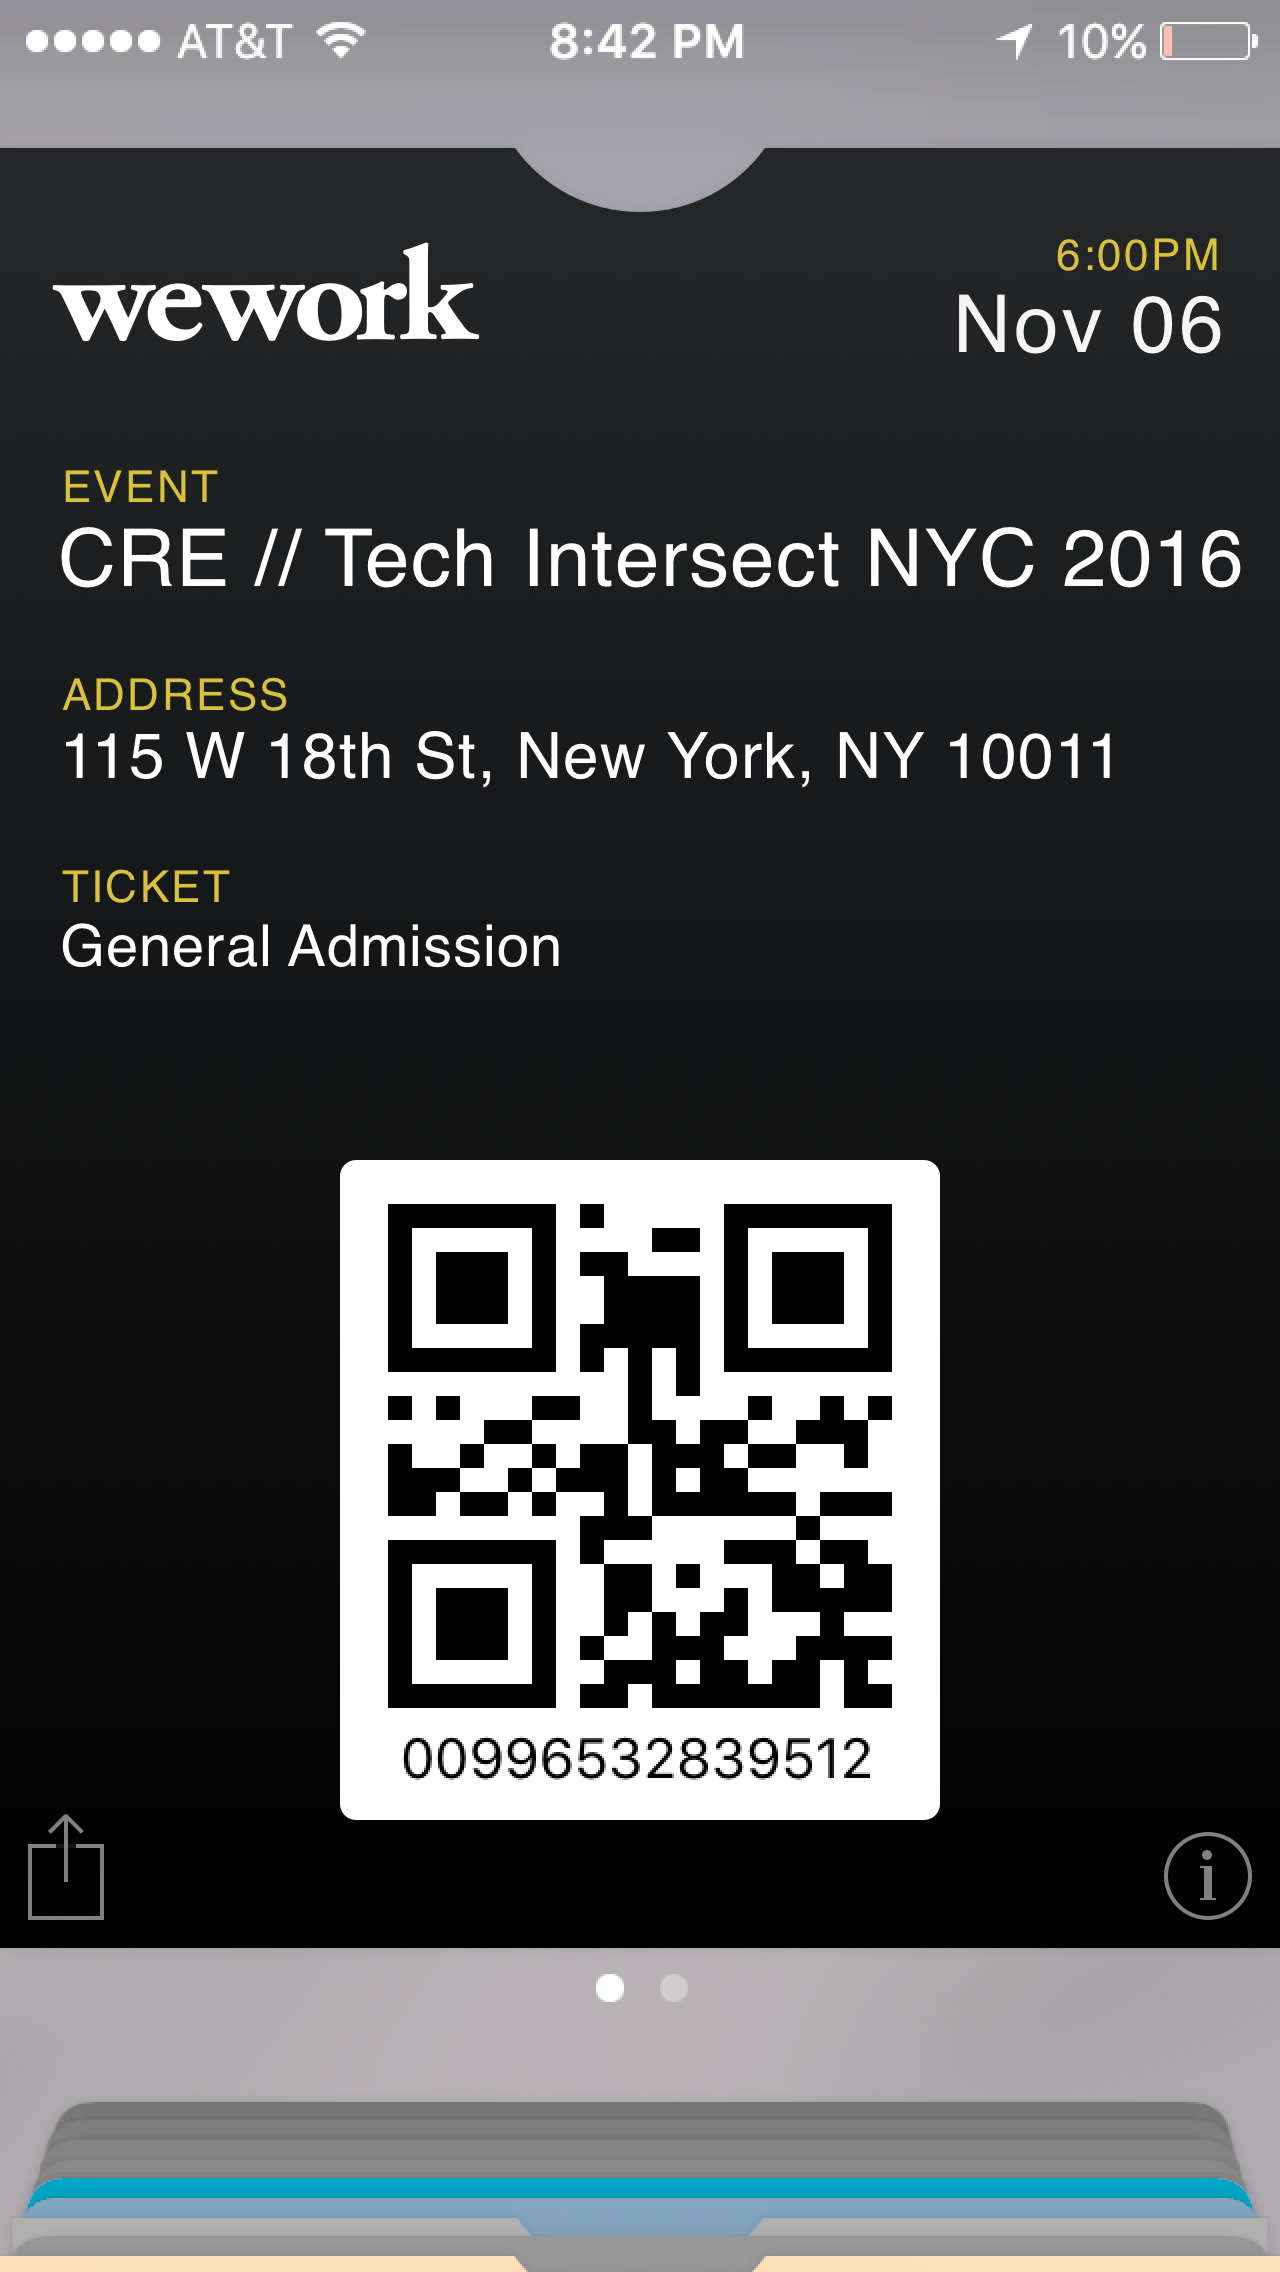 AT&T 8:42 PM 10%
wework
6:00PM
Nov 06
EVENT
CRE // Tech Intersect NYC 2016
ADDRESS
115 W 18th St, New York, NY 10011
TICKET
General Admission
00996532839512